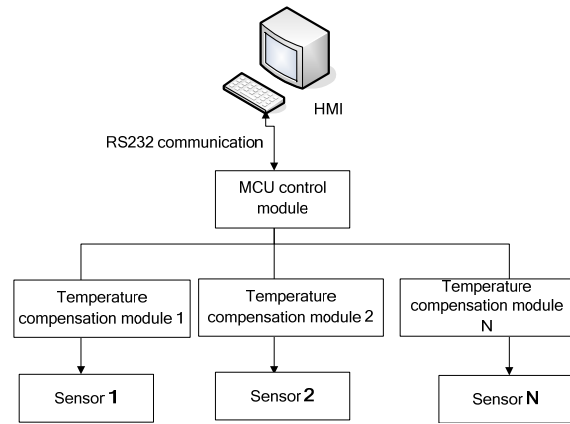 HMI
RS232 communication
MCU control
module
Temperature
compensation module 1
Temperature
compensation module 2
Temperature
compensation module
N
Sensor 1
Sensor 2
Sensor N